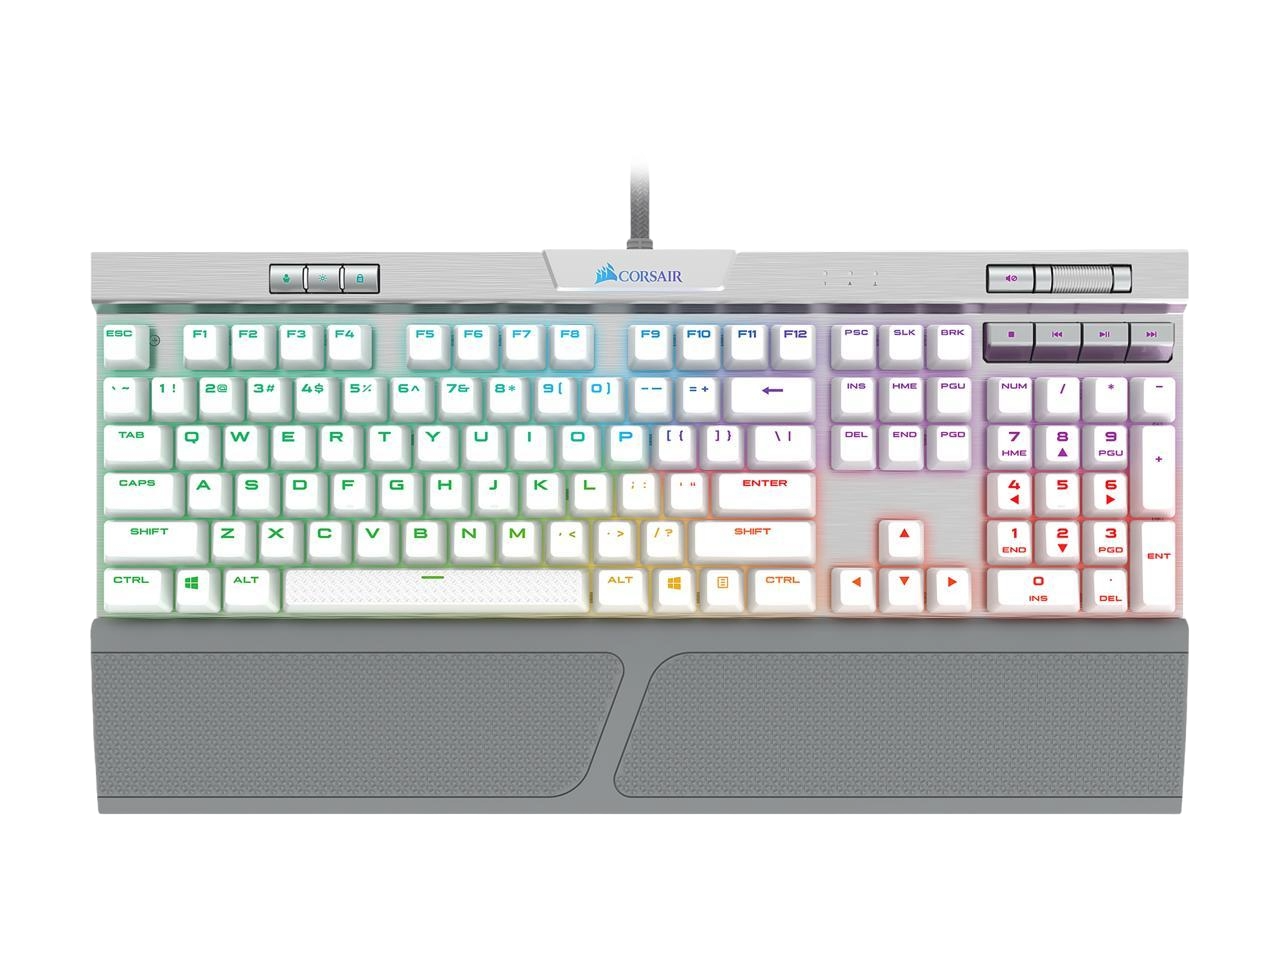 CORSAIR
ESC F1 F2 F3 F4 F5 F6 F7 F8 F9 F10 F11 F12 PSC SLK BRK
` ~ 1 ! 2 @ 3 # 4 $ 5 % 6 ^ 7 & 8 * 9 ( 0 ) - – = + INS HME PGU NUM / * -
TAB Q W E R T Y U I O P [ { ] } \ | DEL END PGD 7 HME 8 9 PGU +
CAPS A S D F G H J K L ; : ' " ENTER 4 5 6
SHIFT Z X C V B N M , < . > / ? SHIFT 1 END 2 3 PGD ENT
CTRL ALT ALT CTRL 0 INS . DEL